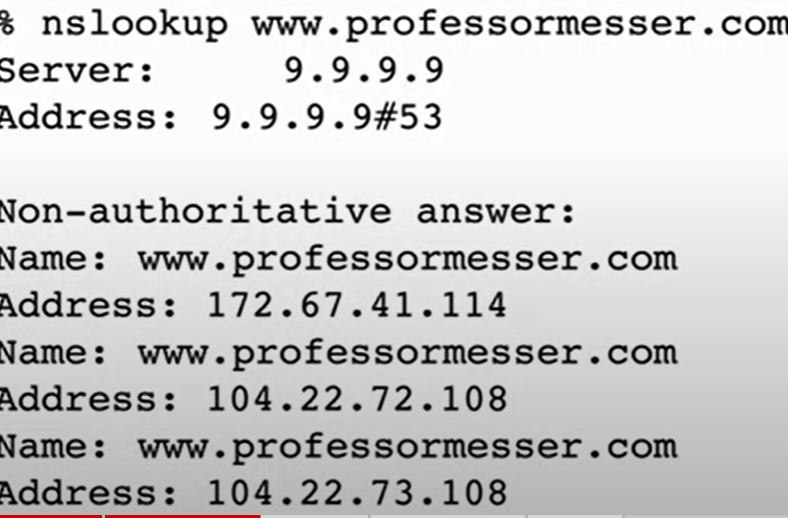 % nslookup www.professormesser.com
Server: 9.9.9.9
Address: 9.9.9.9#53
Non-authoritative answer:
Name: www.professormesser.com
Address: 172.67.41.114
Name: www.professormesser.com
Address: 104.22.72.108
Name: www.professormesser.com
Address: 104.22.73.108